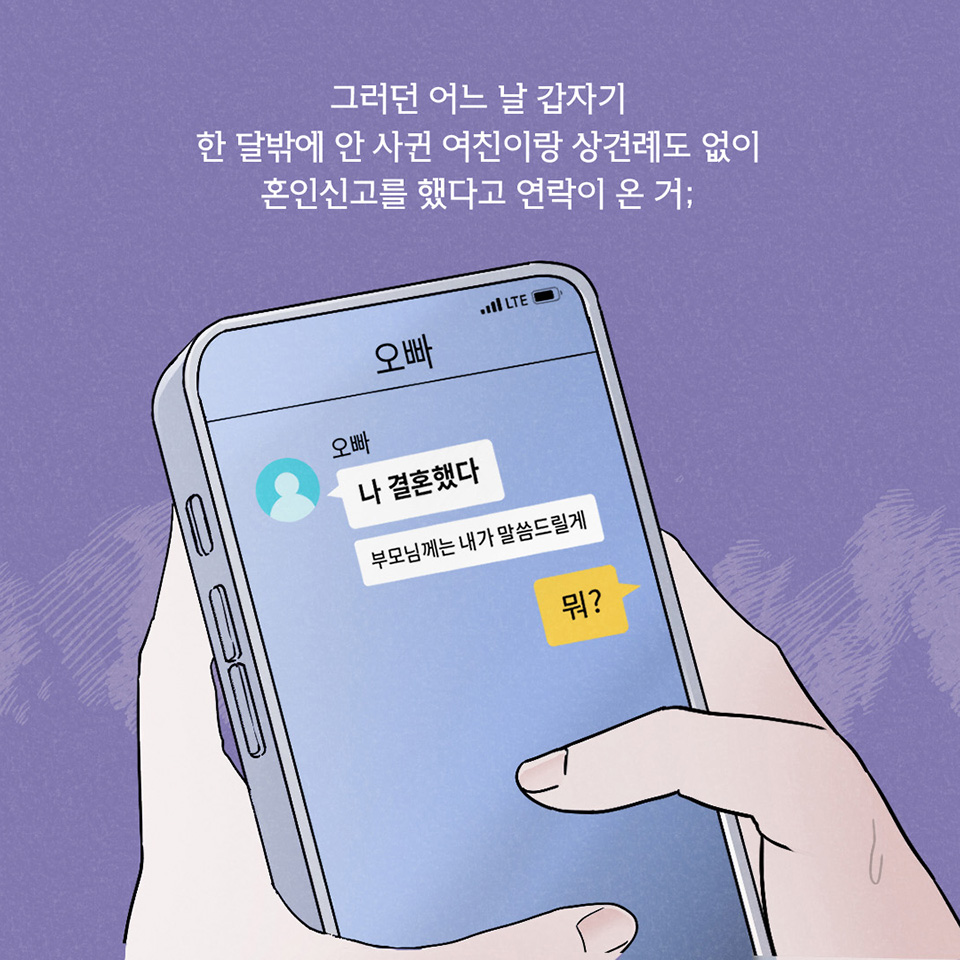 그러던 어느 날 갑자기
한 달밖에 안 사귄 여친이랑 상견례도 없이
혼인신고를 했다고 연락이 온 거;
LTE
오빠
오빠
나 결혼했다
부모님께는 내가 말씀드릴게
뭐?